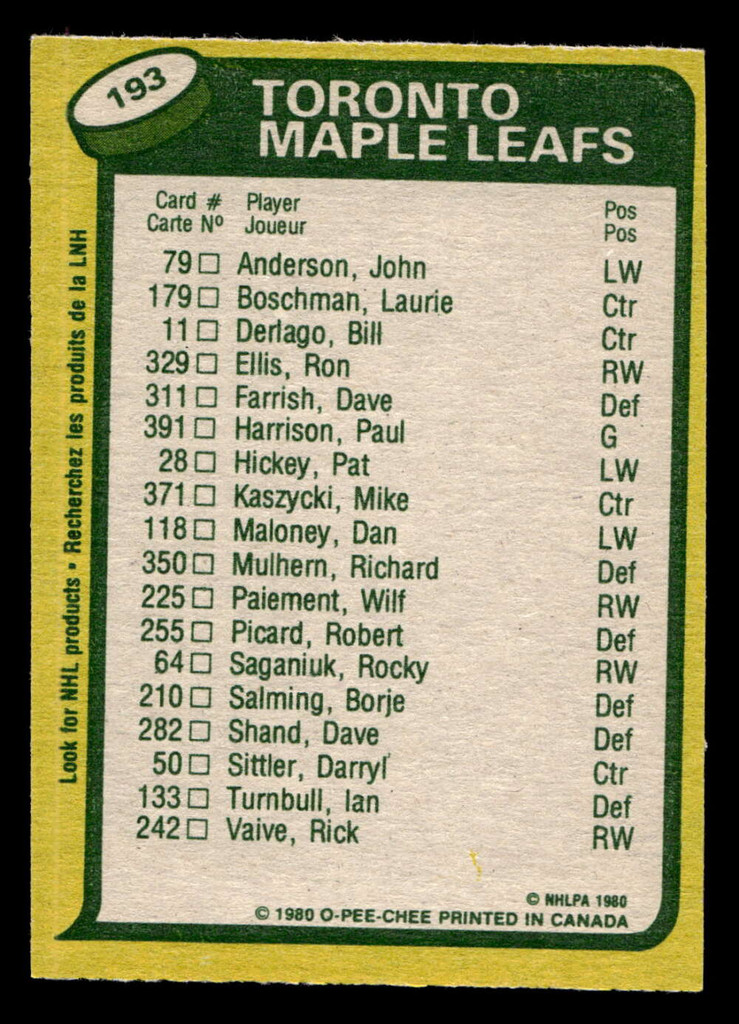 193
TORONTO
MAPLE LEAFS
Card # Player Pos
Carte Nº Joueur Pos
79 □ Anderson, John LW
179 □ Boschman, Laurie Ctr
11 □ Derlago, Bill Ctr
329 □ Ellis, Ron RW
311 □ Farrish, Dave Def
391 □ Harrison, Paul G
28 □ Hickey, Pat LW
371 □ Kaszycki, Mike Ctr
118 □ Maloney, Dan LW
350 □ Mulhern, Richard Def
225 □ Paiement, Wilf RW
255 □ Picard, Robert Def
64 □ Saganiuk, Rocky RW
210 □ Salming, Borje Def
282 □ Shand, Dave Def
50 □ Sittler, Darryl Ctr
133 □ Turnbull, Ian Def
242 □ Vaive, Rick RW
© NHLPA 1980
© 1980 O-PEE-CHEE PRINTED IN CANADA
Look for NHL products • Recherchez les produits de la LNH